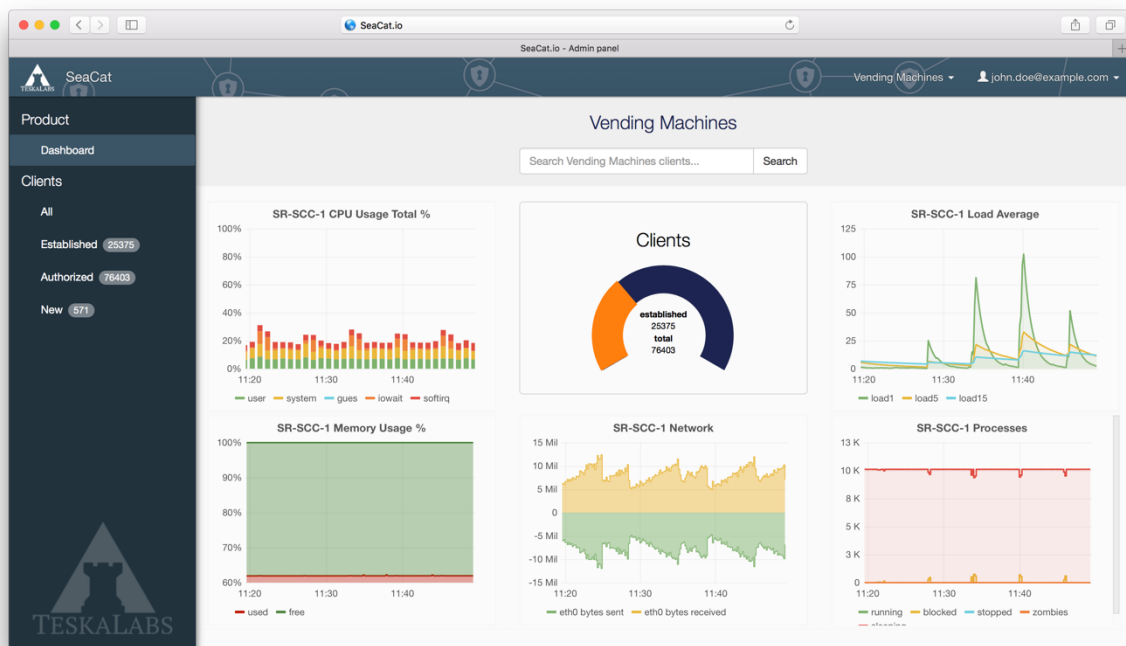 SeaCat.io
SeaCat.io - Admin panel
TESKALABS
SeaCat
Vending Machines
john.doe@example.com
Product
Dashboard
Clients
All
Established 25375
Authorized 76403
New 571
TESKALABS
Vending Machines
Search Vending Machines clients...
Search
SR-SCC-1 CPU Usage Total %
100%
80%
60%
40%
20%
0%
11:20 11:30 11:40
user system gues iowait softirq
Clients
established
25375
total
76403
SR-SCC-1 Load Average
125
100
75
50
25
0
11:20 11:30 11:40
load1 load5 load15
SR-SCC-1 Memory Usage %
100%
90%
80%
70%
60%
11:20 11:30 11:40
used free
SR-SCC-1 Network
15 Mil
10 Mil
5 Mil
0
-5 Mil
-10 Mil
-15 Mil
11:20 11:30 11:40
eth0 bytes sent eth0 bytes received
SR-SCC-1 Processes
13 K
10 K
8 K
5 K
3 K
0
11:20 11:30 11:40
running blocked stopped zombies